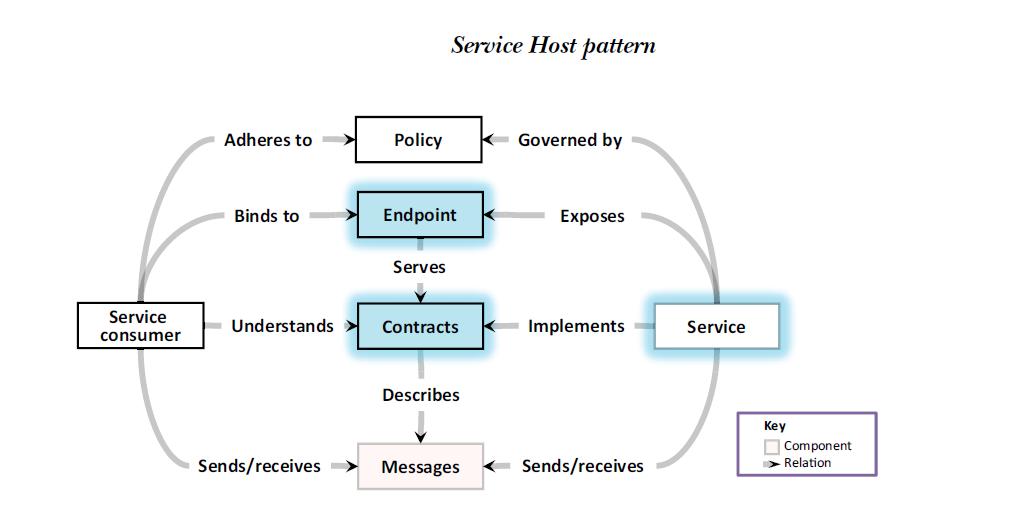 Service Host pattern
Adheres to
Policy
Governed by
Binds to
Endpoint
Exposes
Serves
Service
consumer
Understands
Contracts
Implements
Service
Describes
Sends/receives
Messages
Sends/receives
Key
Component
Relation